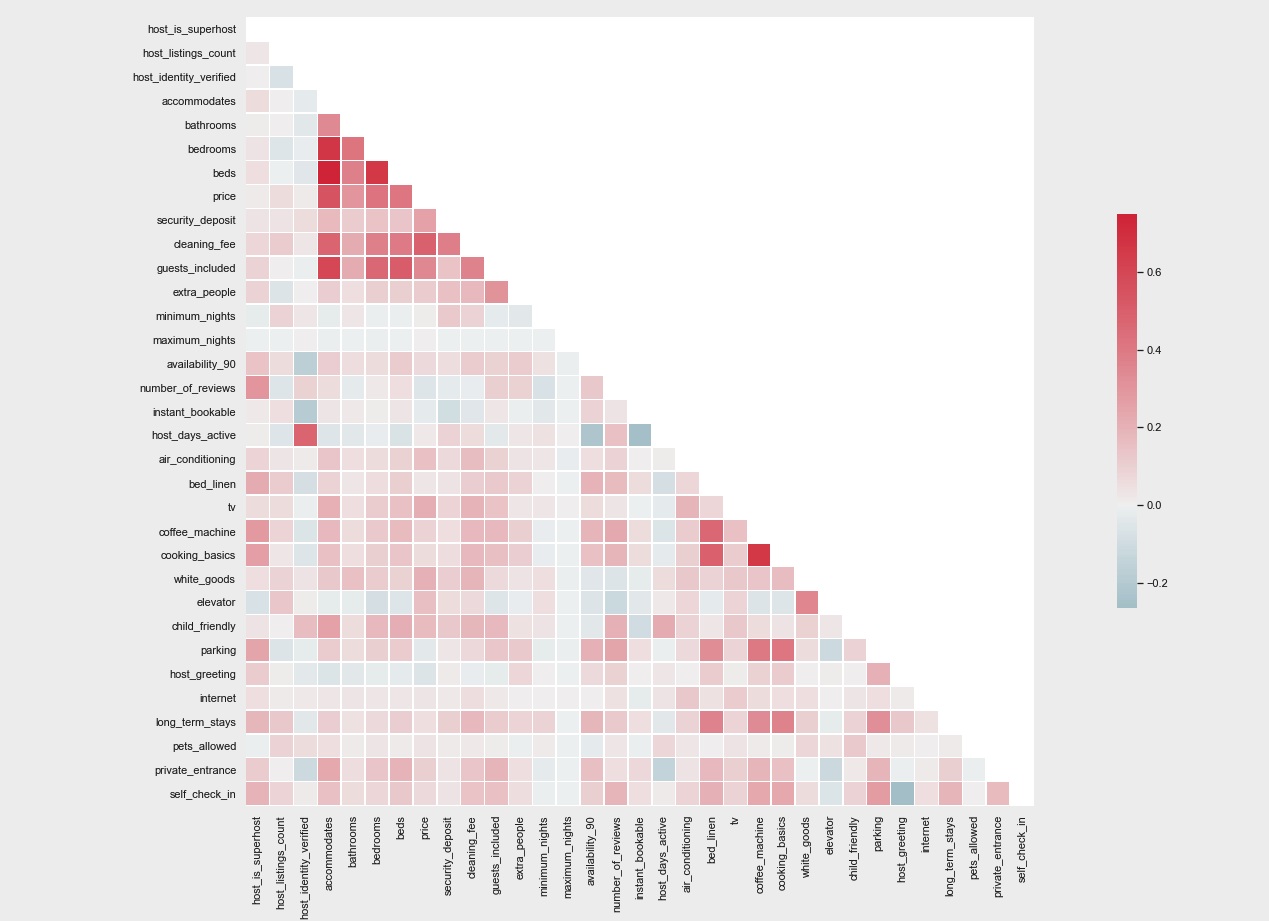 host_is_superhost
host_listings_count
host_identity_verified
accommodates
bathrooms
bedrooms
beds
price
security_deposit
cleaning_fee
guests_included
extra_people
minimum_nights
maximum_nights
availability_90
number_of_reviews
instant_bookable
host_days_active
air_conditioning
bed_linen
tv
coffee_machine
cooking_basics
white_goods
elevator
child_friendly
parking
host_greeting
internet
long_term_stays
pets_allowed
private_entrance
self_check_in
host_is_superhost
host_listings_count
host_identity_verified
accommodates
bathrooms
bedrooms
beds
price
security_deposit
cleaning_fee
guests_included
extra_people
minimum_nights
maximum_nights
availability_90
number_of_reviews
instant_bookable
host_days_active
air_conditioning
bed_linen
tv
coffee_machine
cooking_basics
white_goods
elevator
child_friendly
parking
host_greeting
internet
long_term_stays
pets_allowed
private_entrance
self_check_in
0.6
0.4
0.2
0.0
−0.2